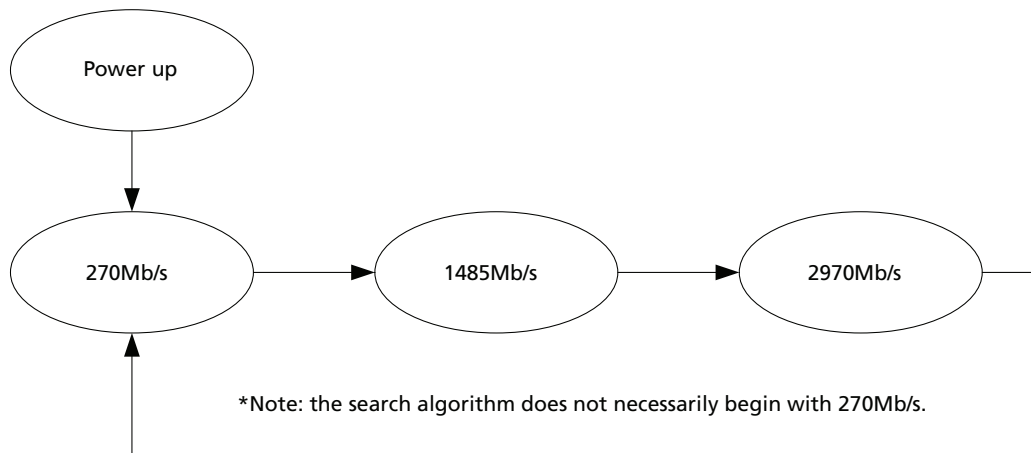 Power up
270Mb/s
1485Mb/s
2970Mb/s
*Note: the search algorithm does not necessarily begin with 270Mb/s.